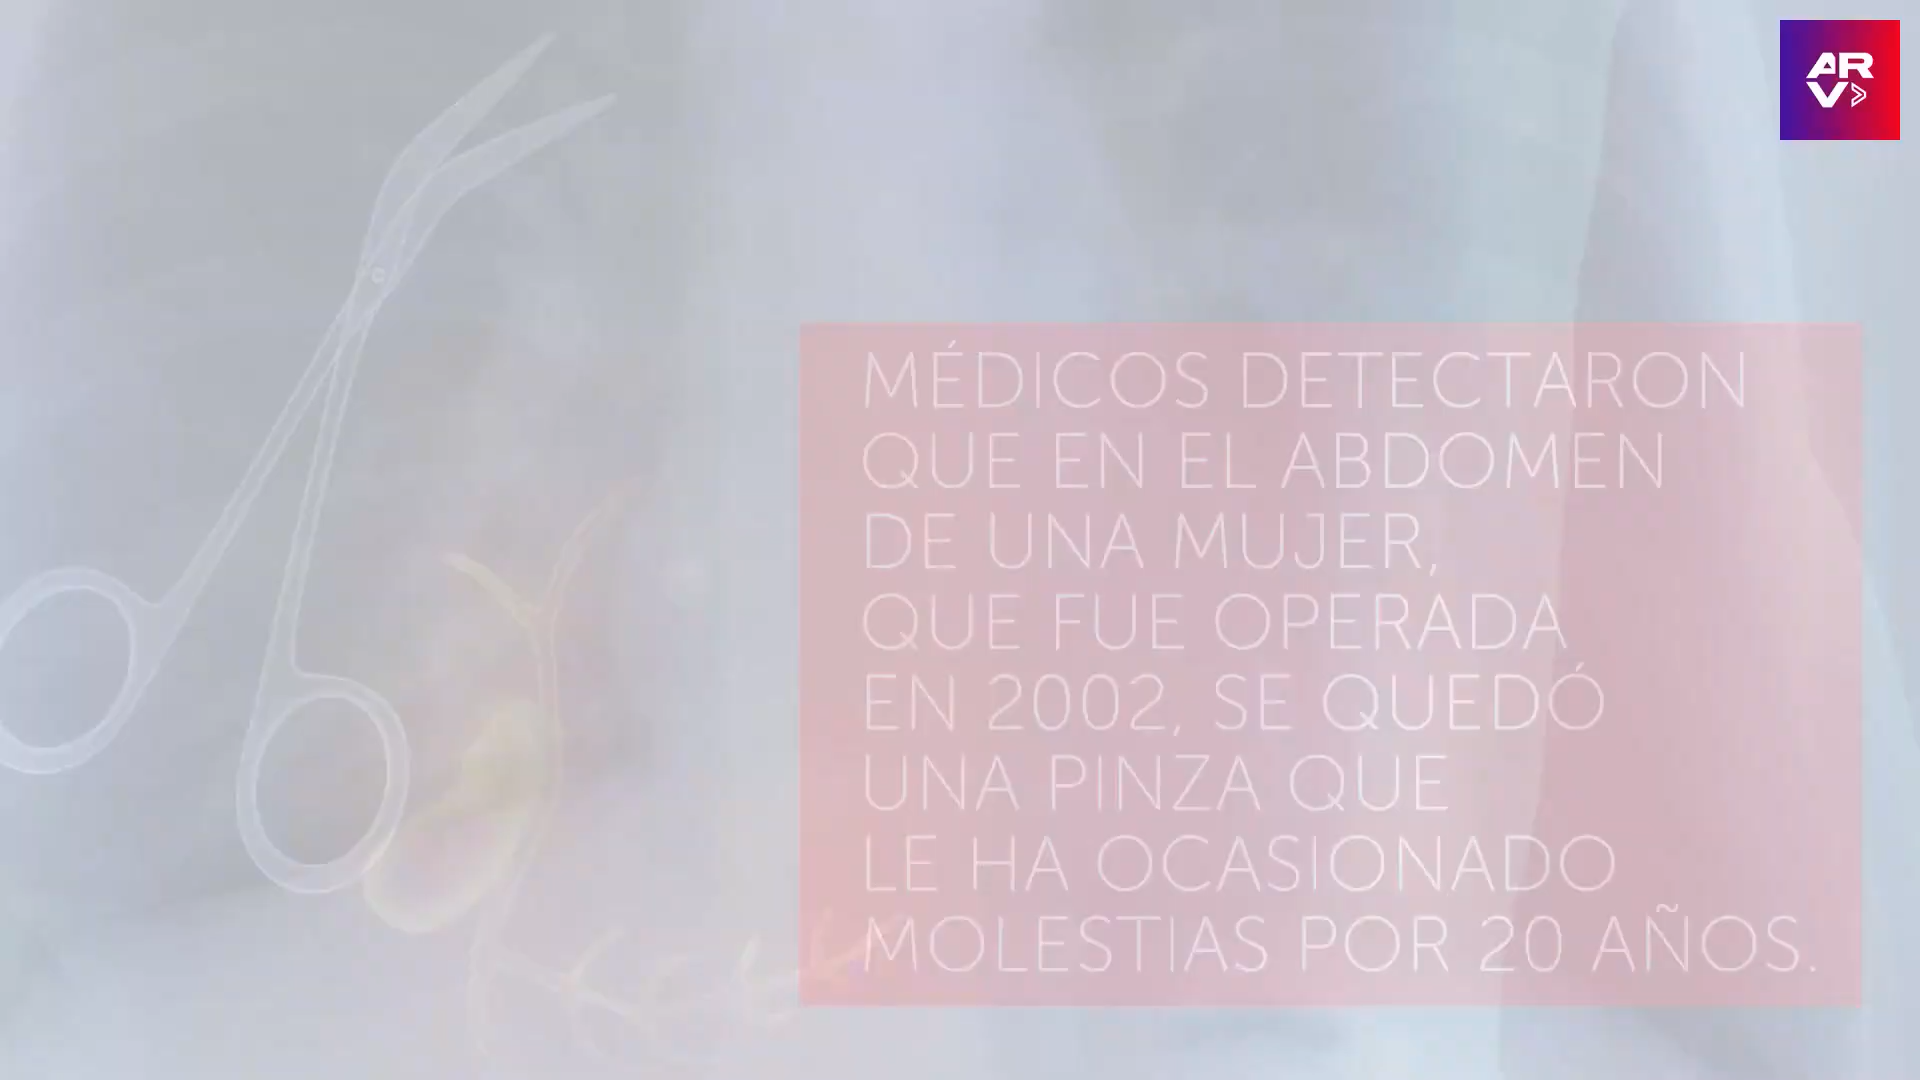 AR
V
MÉDICOS DETECTARON
QUE EN EL ABDOMEN
DE UNA MUJER,
QUE FUE OPERADA
EN 2002, SE QUEDÓ
UNA PINZA QUE
LE HA OCASIONADO
MOLESTIAS POR 20 AÑOS.